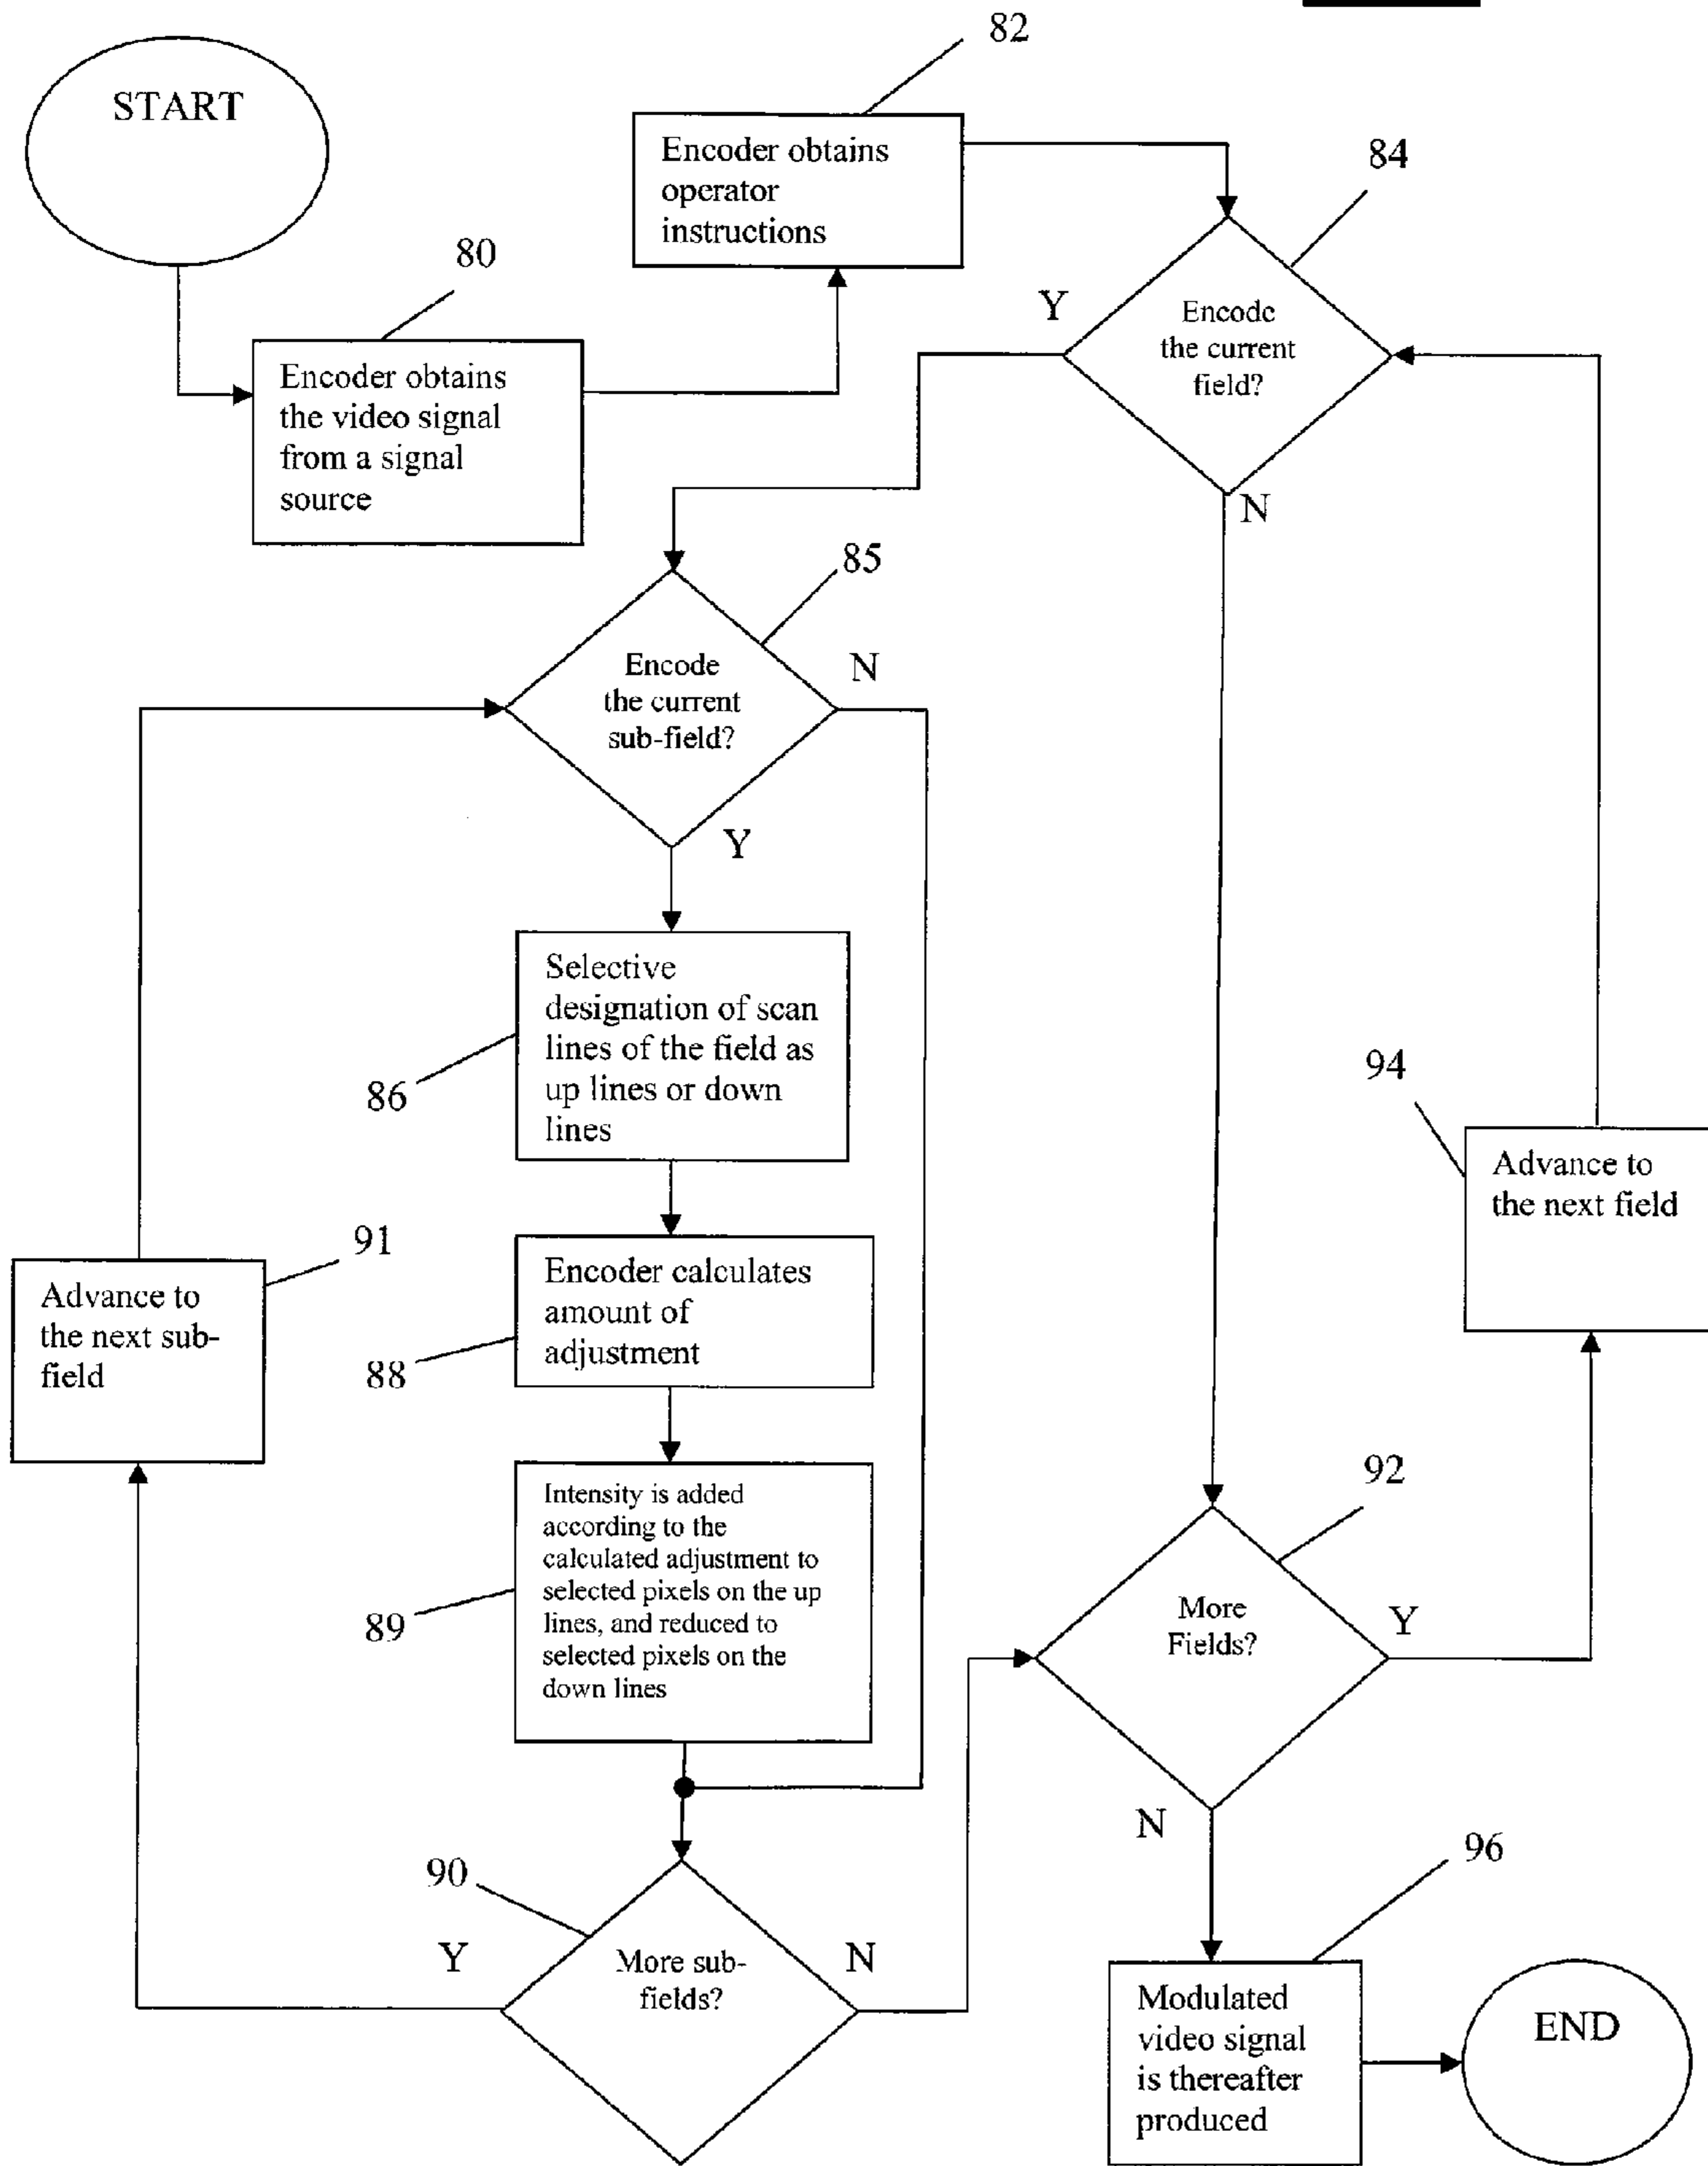 START
82
Encoder obtains
operator
instructions
84
80
Encoder obtains
the video signal
from a signal
source
Y
Encode
the current
field?
N
85
Encode
the current
sub-field?
N
Y
Selective
designation of scan
lines of the field as
up lines or down
lines
86
94
Advance to
the next field
91
Advance to
the next sub-
field
Encoder calculates
amount of
adjustment
88
Intensity is added
according to the
calculated adjustment to
selected pixels on the up
lines, and reduced to
selected pixels on the
down lines
89
92
More
Fields?
Y
N
90
More sub-
fields?
Y
N
96
Modulated
video signal
is thereafter
produced
END